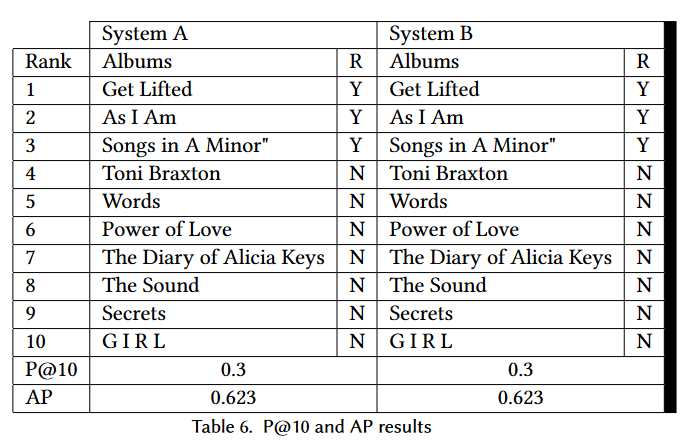 System A System B
Rank Albums R Albums R
1 Get Lifted Y Get Lifted Y
2 As I Am Y As I Am Y
3 Songs in A Minor" Y Songs in A Minor" Y
4 Toni Braxton N Toni Braxton N
5 Words N Words N
6 Power of Love N Power of Love N
7 The Diary of Alicia Keys N The Diary of Alicia Keys N
8 The Sound N The Sound N
9 Secrets N Secrets N
10 G I R L N G I R L N
P@10 0.3 0.3
AP 0.623 0.623
Table 6. P@10 and AP results